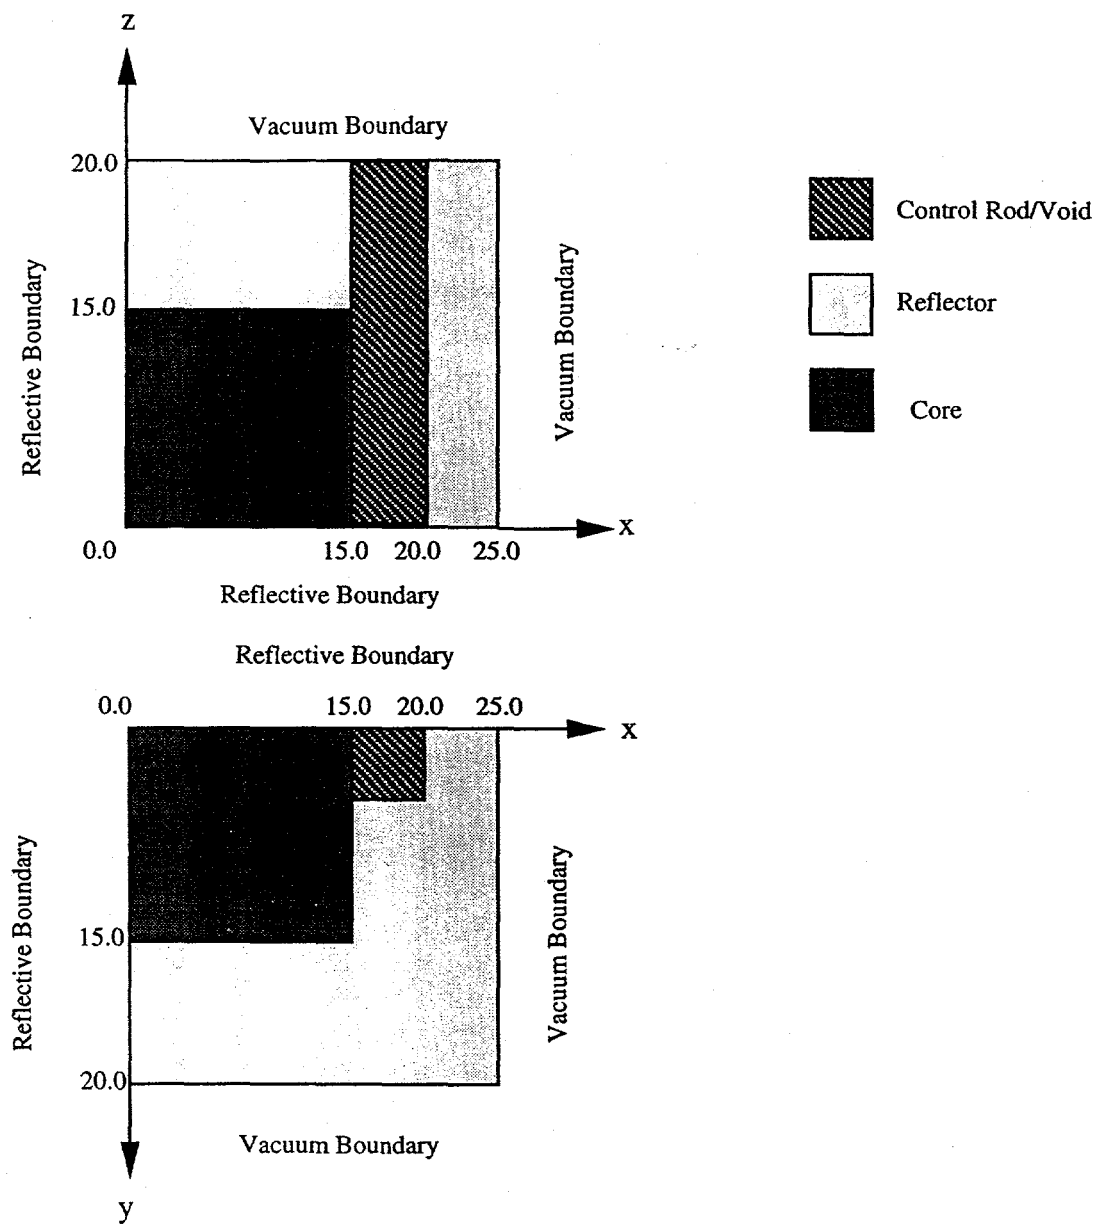 z
Vacuum Boundary
20.0
Control Rod/Void
Reflective Boundary
Vacuum Boundary
15.0
Reflector
Core
x
0.0
15.0
20.0
25.0
Reflective Boundary
Reflective Boundary
0.0
15.0
20.0
25.0
x
Reflective Boundary
Vacuum Boundary
15.0
20.0
Vacuum Boundary
y